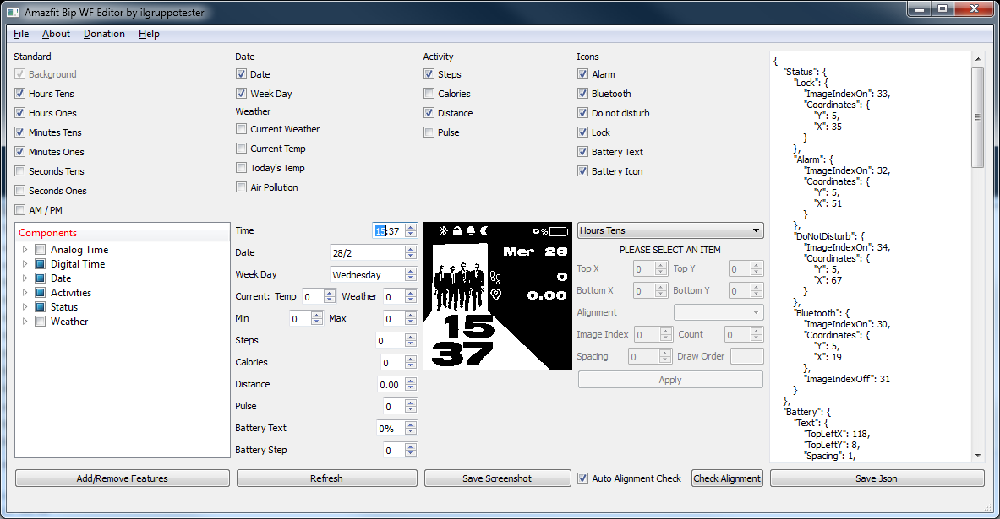 Amazfit Bip WF Editor by ilgruppotester
File About Donation Help
Standard
Background
Hours Tens
Hours Ones
Minutes Tens
Minutes Ones
Seconds Tens
Seconds Ones
AM / PM
Date
Date
Week Day
Weather
Current Weather
Current Temp
Today's Temp
Air Pollution
Activity
Steps
Calories
Distance
Pulse
Icons
Alarm
Bluetooth
Do not disturb
Lock
Battery Text
Battery Icon
Components
Analog Time
Digital Time
Date
Activities
Status
Weather
Time 15:37
Date 28/2
Week Day Wednesday
Current: Temp 0 Weather 0
Min 0 Max 0
Steps 0
Calories 0
Distance 0.00
Pulse 0
Battery Text 0%
Battery Step 0
0%
Mer 28
0
0.00
15
37
Hours Tens
PLEASE SELECT AN ITEM
Top X 0 Top Y 0
Bottom X 0 Bottom Y 0
Alignment
Image Index 0 Count 0
Spacing 0 Draw Order
Apply
{
"Status": {
"Lock": {
"ImageIndexOn": 33,
"Coordinates": {
"Y": 5,
"X": 35
}
},
"Alarm": {
"ImageIndexOn": 32,
"Coordinates": {
"Y": 5,
"X": 51
}
},
"DoNotDisturb": {
"ImageIndexOn": 34,
"Coordinates": {
"Y": 5,
"X": 67
}
},
"Bluetooth": {
"ImageIndexOn": 30,
"Coordinates": {
"Y": 5,
"X": 19
},
"ImageIndexOff": 31
}
},
"Battery": {
"Text": {
"TopLeftX": 118,
"TopLeftY": 8,
"Spacing": 1,
Add/Remove Features
Refresh
Save Screenshot
Auto Alignment Check
Check Alignment
Save Json